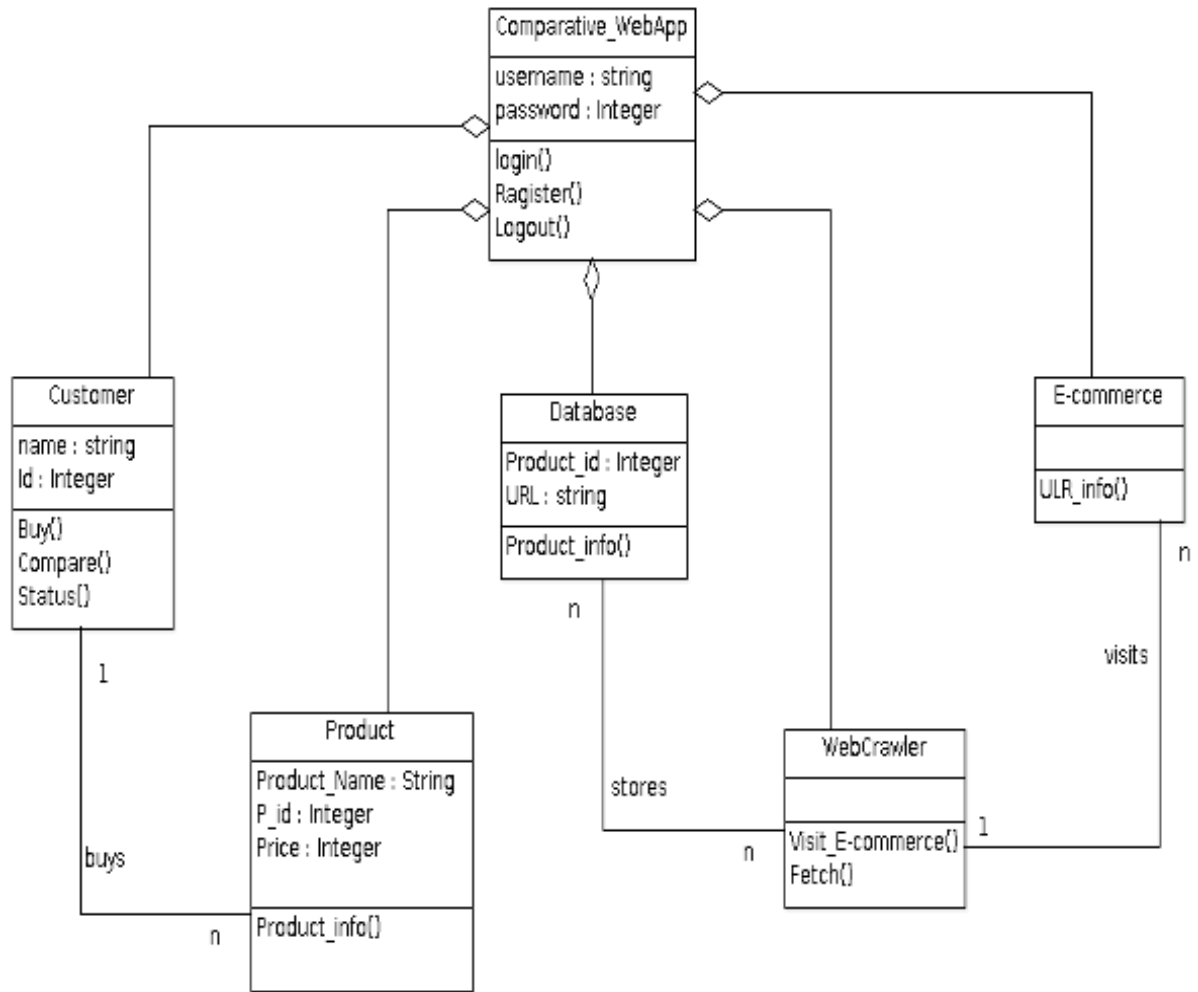 Comparative_WebApp
username : string
password : Integer
login()
Ragister()
Logout()
Customer
name : string
Id : Integer
Buy()
Compare()
Status()
Database
Product_id : Integer
URL : string
Product_info()
E-commerce
ULR_info()
n
n
1
visits
Product
Product_Name : String
P_id : Integer
Price : Integer
Product_info()
WebCrawler
Visit_E-commerce()
Fetch()
stores
1
n
buys
n